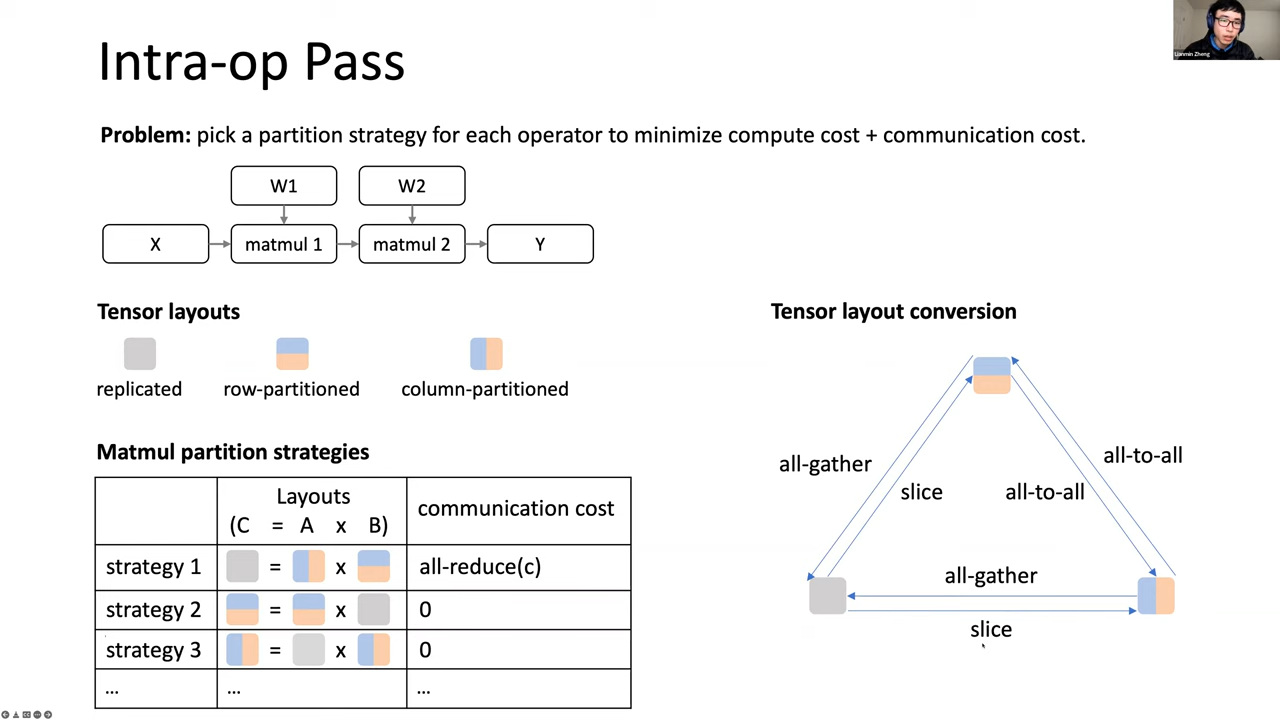 Lianmin Zheng
Intra-op Pass
Problem: pick a partition strategy for each operator to minimize compute cost + communication cost.
W1
W2
X
matmul 1
matmul 2
Y
Tensor layouts
replicated
row-partitioned
column-partitioned
Matmul partition strategies
Layouts
(C = A x B)
communication cost
strategy 1
= x
all-reduce(c)
strategy 2
= x
0
strategy 3
= x
0
...
...
...
Tensor layout conversion
all-gather
slice
all-to-all
all-to-all
all-gather
slice